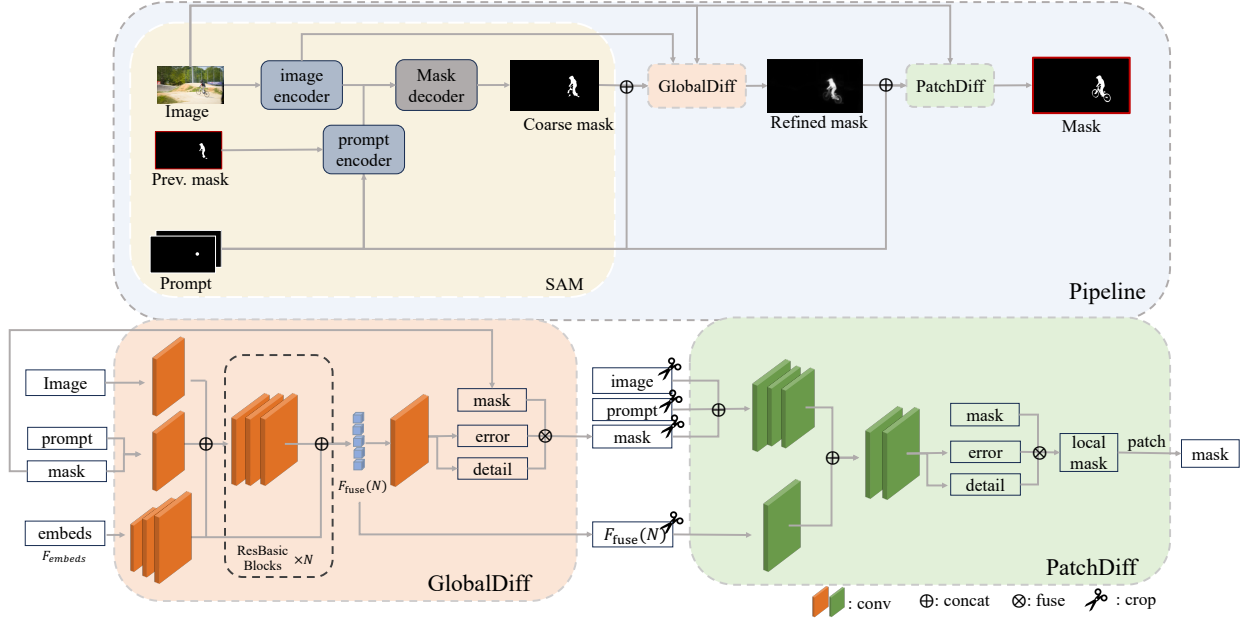 Image
image
encoder
Mask
decoder
Coarse mask
GlobalDiff
Refined mask
PatchDiff
Mask
Prev. mask
prompt
encoder
Prompt
SAM
Pipeline
Image
prompt
mask
embeds
F_embeds
ResBasic
Blocks ×N
F_fuse(N)
mask
error
detail
GlobalDiff
image
prompt
mask
F_fuse(N)
mask
error
detail
local
mask
patch
mask
PatchDiff
: conv
: concat
: fuse
: crop